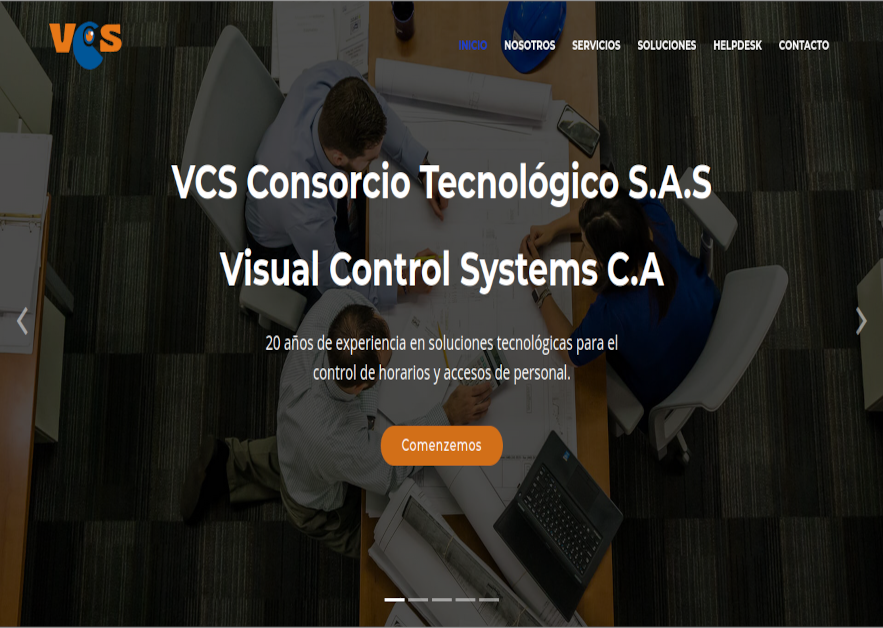 VCS
INICIO NOSOTROS SERVICIOS SOLUCIONES HELPDESK CONTACTO
VCS Consorcio Tecnológico S.A.S
Visual Control Systems C.A
20 años de experiencia en soluciones tecnológicas para el
control de horarios y accesos de personal.
Comenzemos